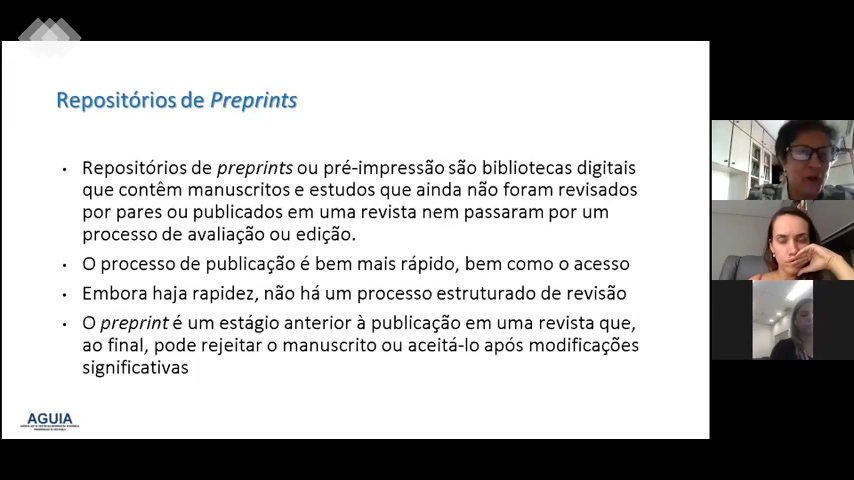 Repositórios de Preprints
• Repositórios de preprints ou pré-impressão são bibliotecas digitais
que contêm manuscritos e estudos que ainda não foram revisados
por pares ou publicados em uma revista nem passaram por um
processo de avaliação ou edição.
• O processo de publicação é bem mais rápido, bem como o acesso
• Embora haja rapidez, não há um processo estruturado de revisão
• O preprint é um estágio anterior à publicação em uma revista que,
ao final, pode rejeitar o manuscrito ou aceitá-lo após modificações
significativas
AGUIA